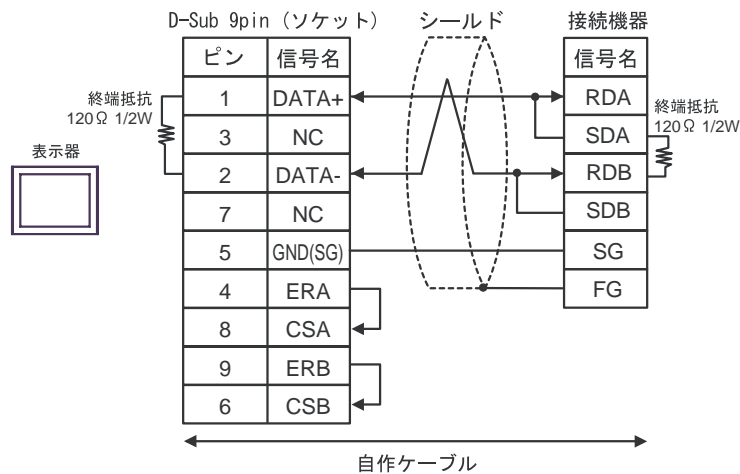 D-Sub 9pin (ソケット) シールド 接続機器
ピン 信号名 信号名
1 DATA+ RDA
終端抵抗
120Ω 1/2W
終端抵抗
120Ω 1/2W
3 NC SDA
表示器
2 DATA- RDB
7 NC SDB
5 GND(SG) SG
4 ERA FG
8 CSA
9 ERB
6 CSB
自作ケーブル